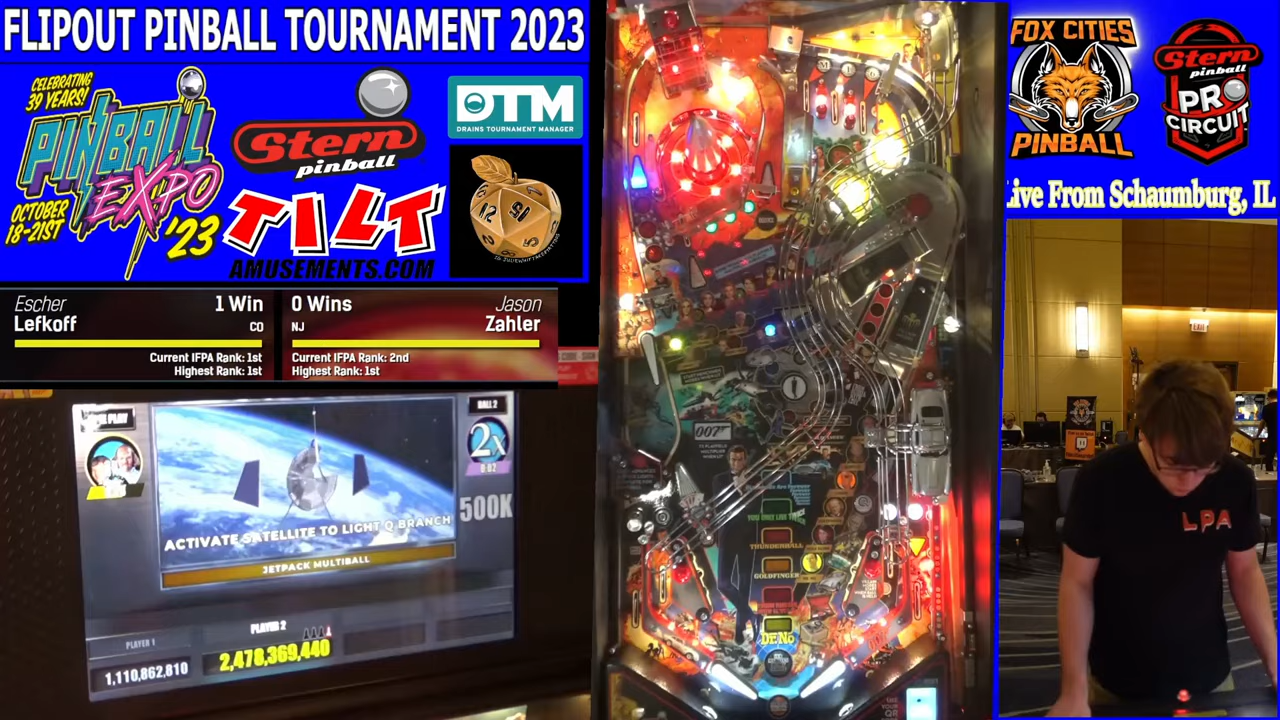 FLIPOUT PINBALL TOURNAMENT 2023
CELEBRATING
39 YEARS!
PINBALL
EXPO
OCTOBER
18-21ST
'23
Stern
pinball
TILT
AMUSEMENTS.COM
DTM
DRAINS TOURNAMENT MANAGER
FOX CITIES
PINBALL
Stern
pinball
PRO
CIRCUIT
Live From Schaumburg, IL
Escher
Lefkoff
1 Win
CO
Current IFPA Rank: 1st
Highest Rank: 1st
0 Wins
NJ
Jason
Zahler
Current IFPA Rank: 2nd
Highest Rank: 1st
BALL 2
2x
0:02
500K
ACTIVATE SATELLITE TO LIGHT Q BRANCH
JETPACK MULTIBALL
PLAYER 1
1,110,862,810
PLAYER 2
2,478,369,440
007
YOU ONLY LIVE TWICE
THUNDERBALL
GOLDFINGER
DR. NO
EXIT
LPA